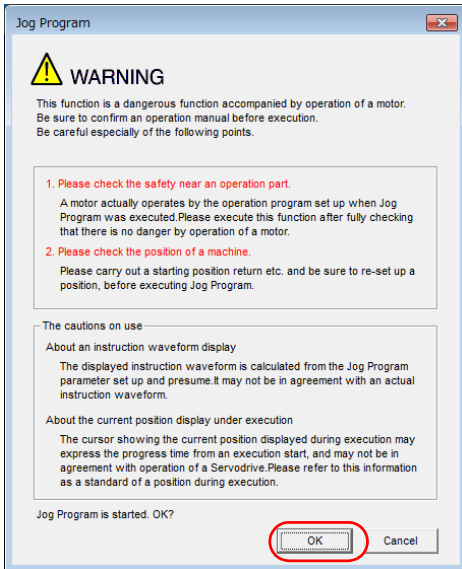 Jog Program
WARNING
This function is a dangerous function accompanied by operation of a motor.
Be sure to confirm an operation manual before execution.
Be careful especially of the following points.
1. Please check the safety near an operation part.
A motor actually operates by the operation program set up when Jog
Program was executed.Please execute this function after fully checking
that there is no danger by operation of a motor.
2. Please check the position of a machine.
Please carry out a starting position return etc. and be sure to re-set up a
position, before executing Jog Program.
The cautions on use
About an instruction waveform display
The displayed instruction waveform is calculated from the Jog Program
parameter set up and presume.It may not be in agreement with an actual
instruction waveform.
About the current position display under execution
The cursor showing the current position displayed during execution may
express the progress time from an execution start, and may not be in
agreement with operation of a Servodrive.Please refer to this information
as a standard of a position during execution.
Jog Program is started. OK?
OK
Cancel